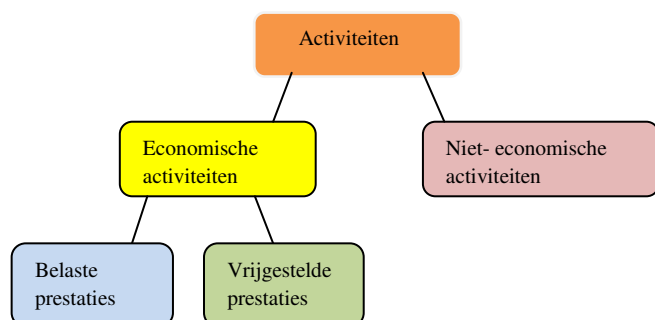 Activiteiten
Economische
activiteiten
Niet- economische
activiteiten
Belaste
prestaties
Vrijgestelde
prestaties